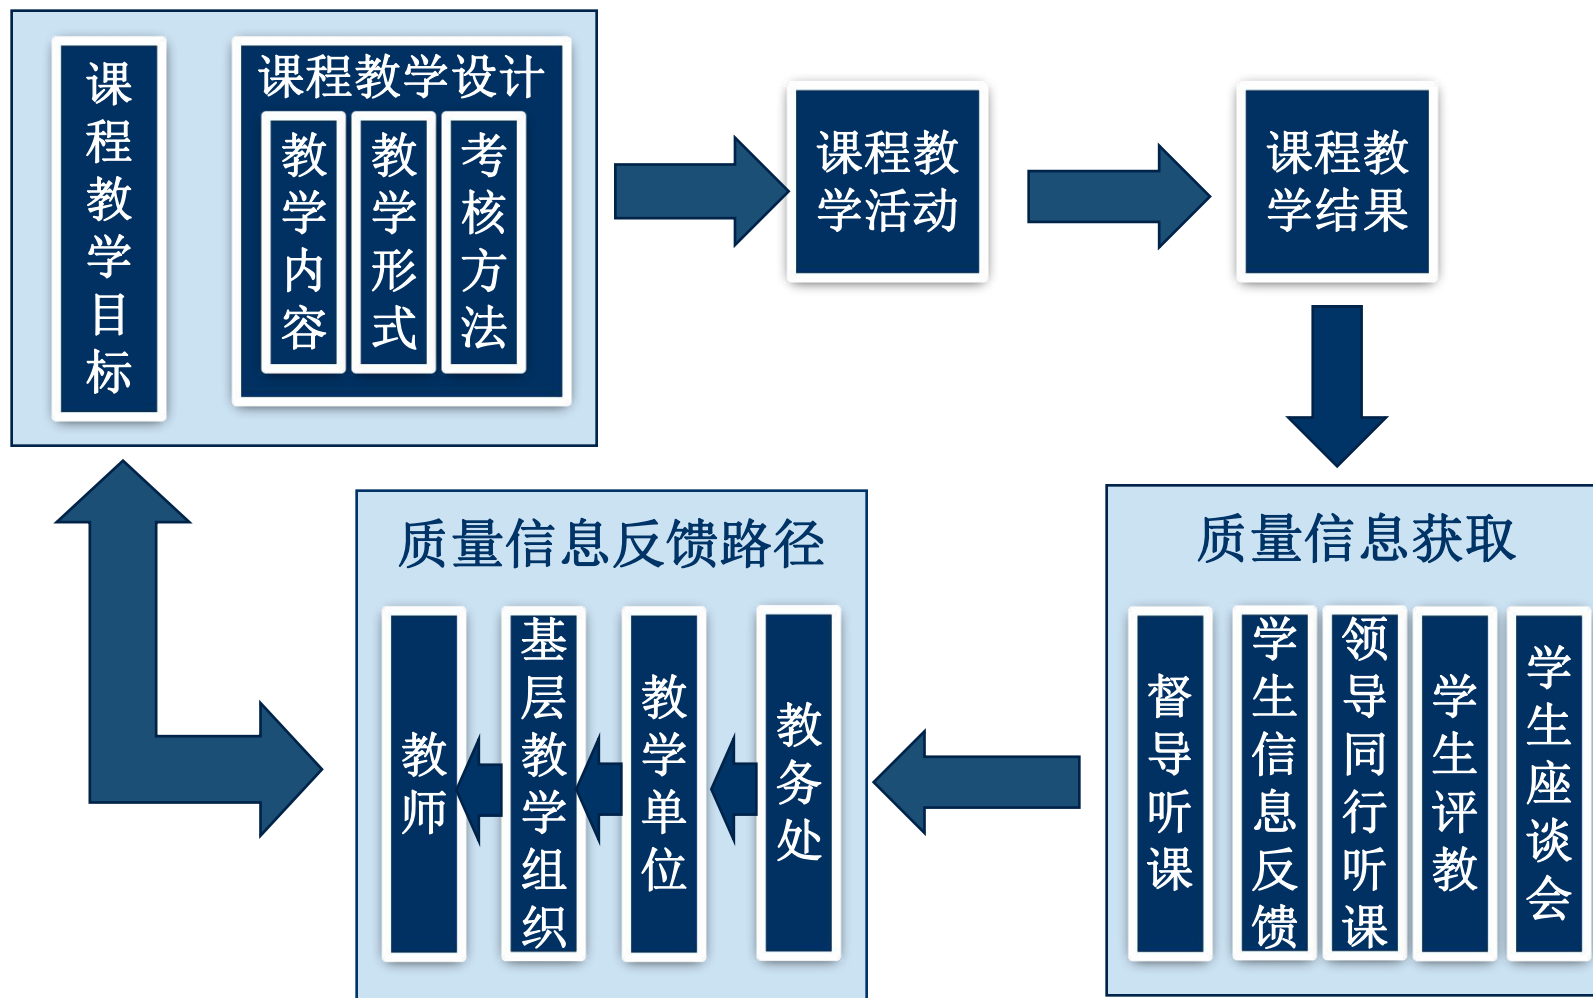 课程教学目标
课程教学设计
教学内容
教学形式
考核方法
课程教
学活动
课程教
学结果
质量信息反馈路径
教师
基层教学组织
教学单位
教务处
质量信息获取
督导听课
学生信息反馈
领导同行听课
学生评教
学生座谈会